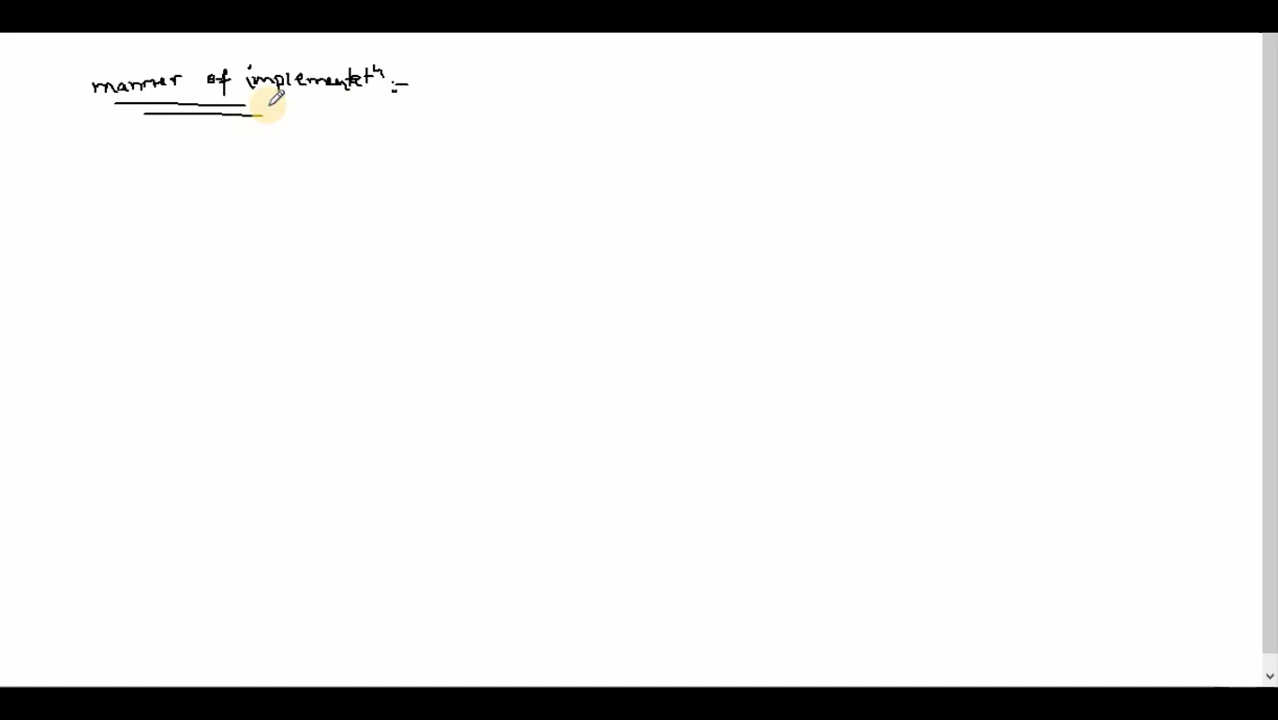 manner of implementatⁿ :-